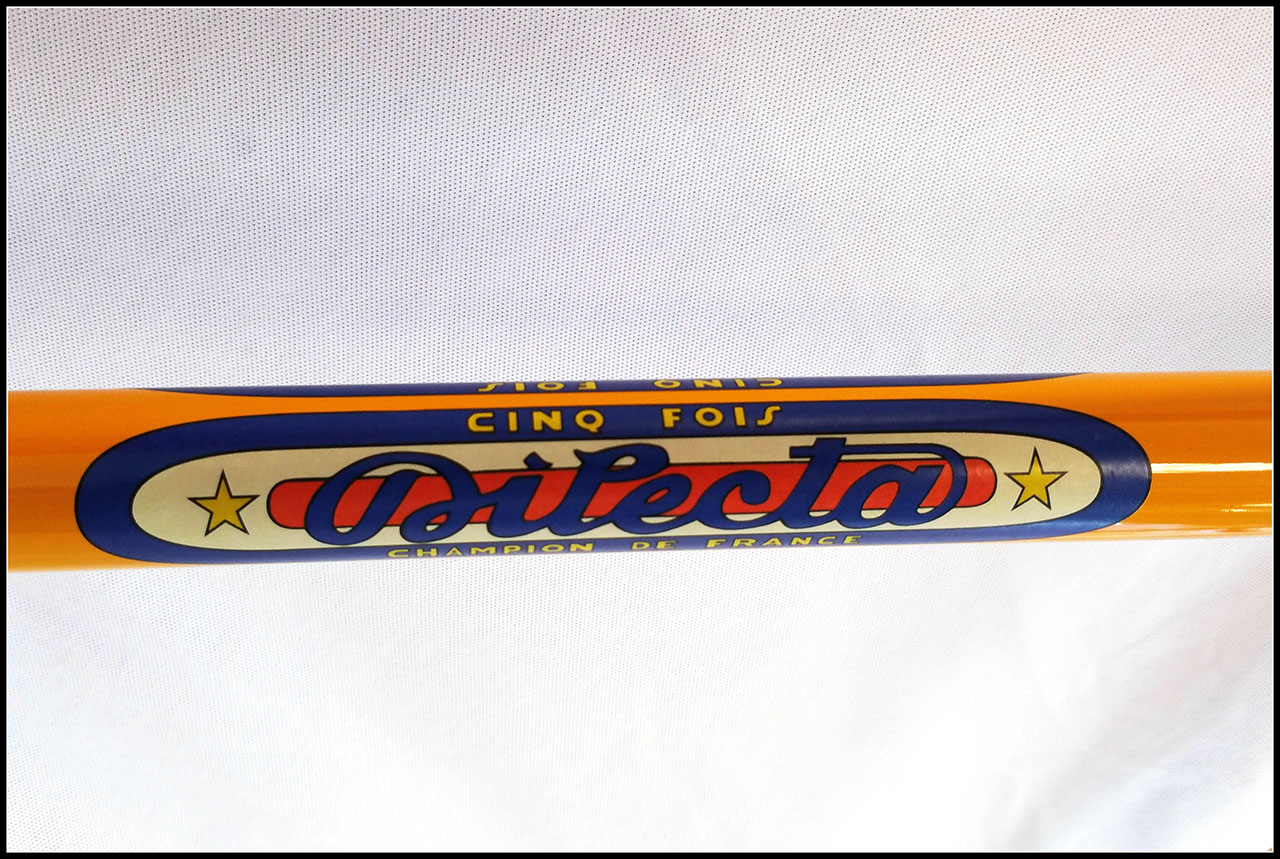 CINQ FOIS
CINQ FOIS
Dilecta
CHAMPION DE FRANCE